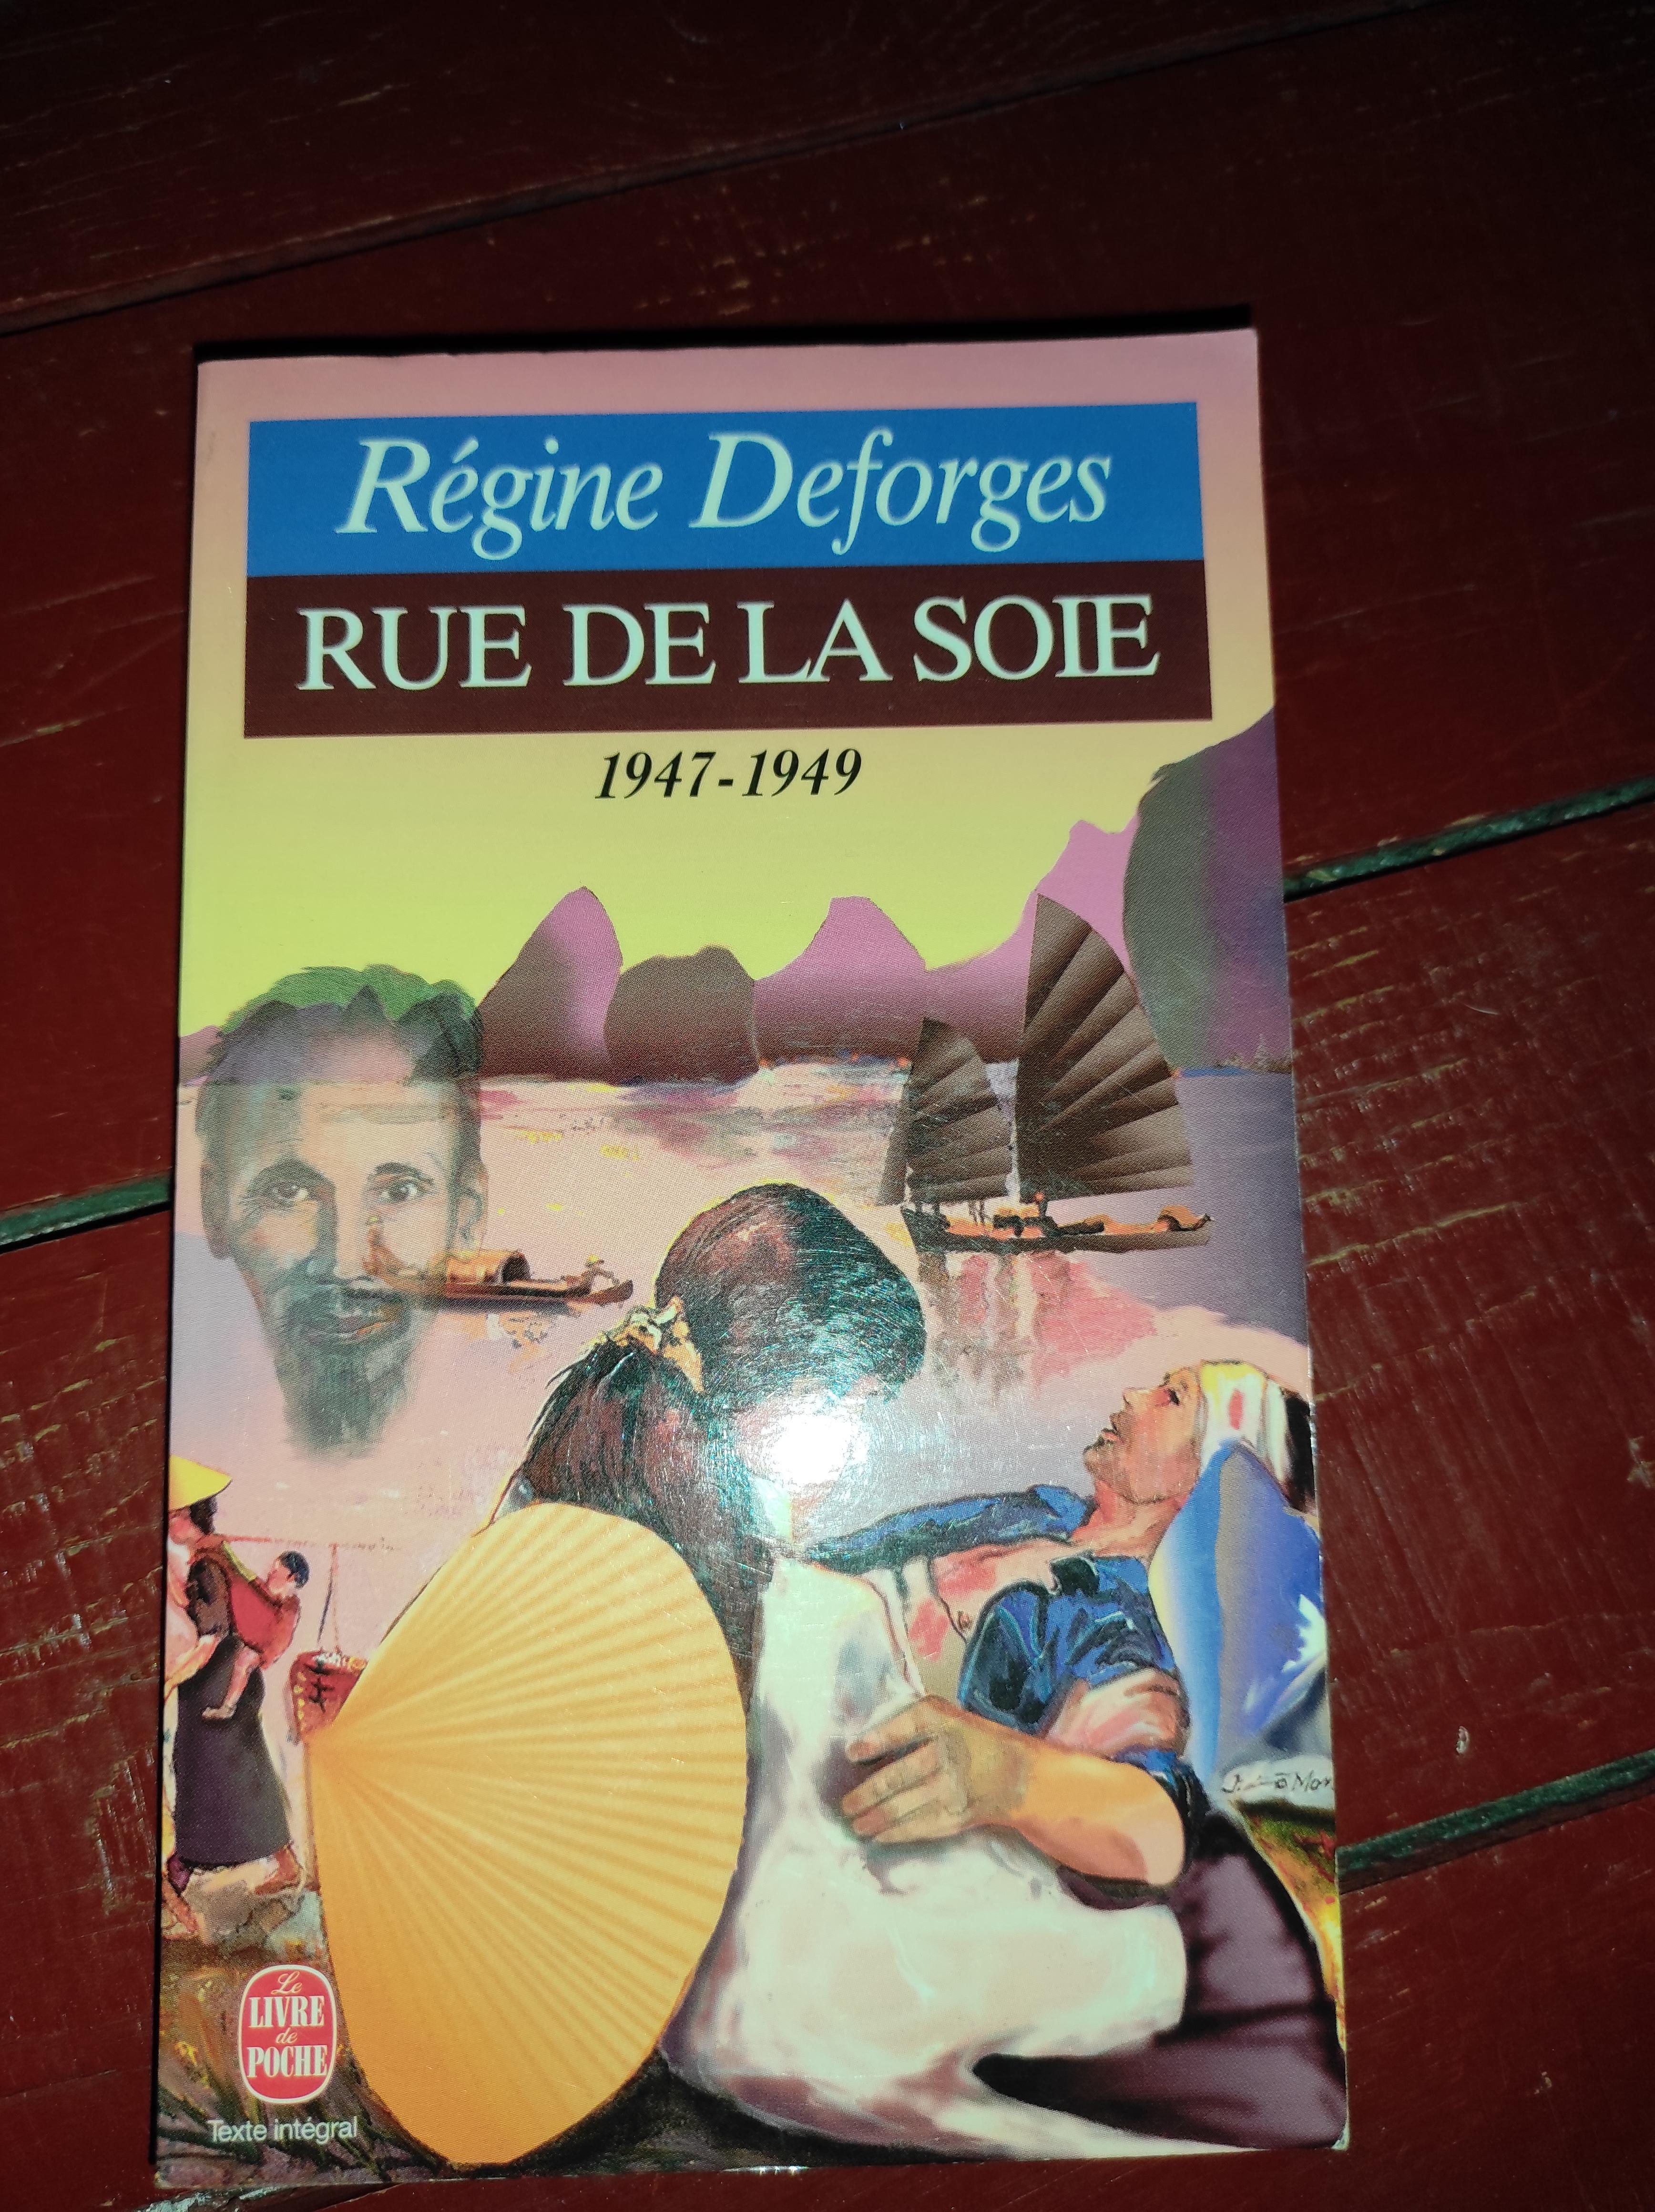 Régine Deforges
RUE DE LA SOIE
1947-1949
Le
LIVRE
de
POCHE
Texte intégral